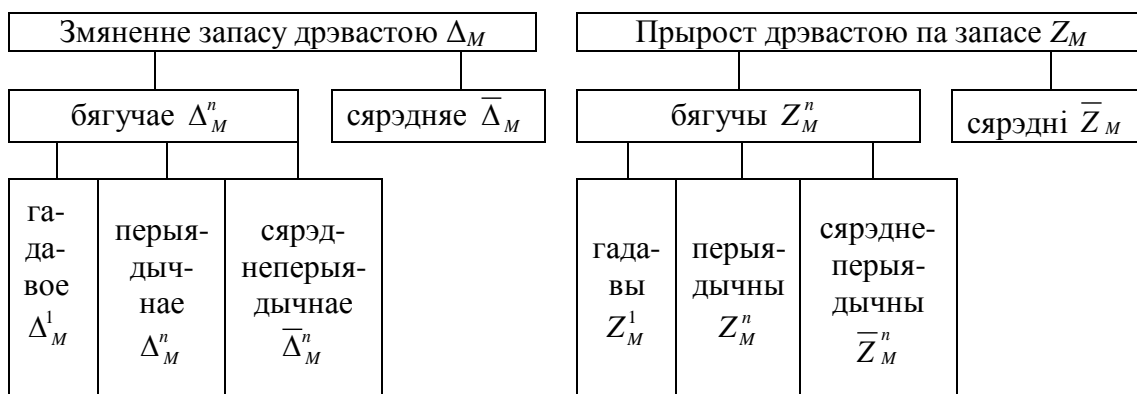 Змяненне запасу дрэвастою Δ_M
бягучае Δ_M^n
сярэдняе Δ̅_M
га-
да-
вое
Δ_M^1
перыя-
дыч-
нае
Δ_M^n
сярэд-
неперыя-
дычнае
Δ̅_M^n
Прырост дрэвастою па запасе Z_M
бягучы Z_M^n
сярэдні Z̅_M
гада-
вы
Z_M^1
перыя-
дычны
Z_M^n
сярэдне-
перыя-
дычны
Z̅_M^n